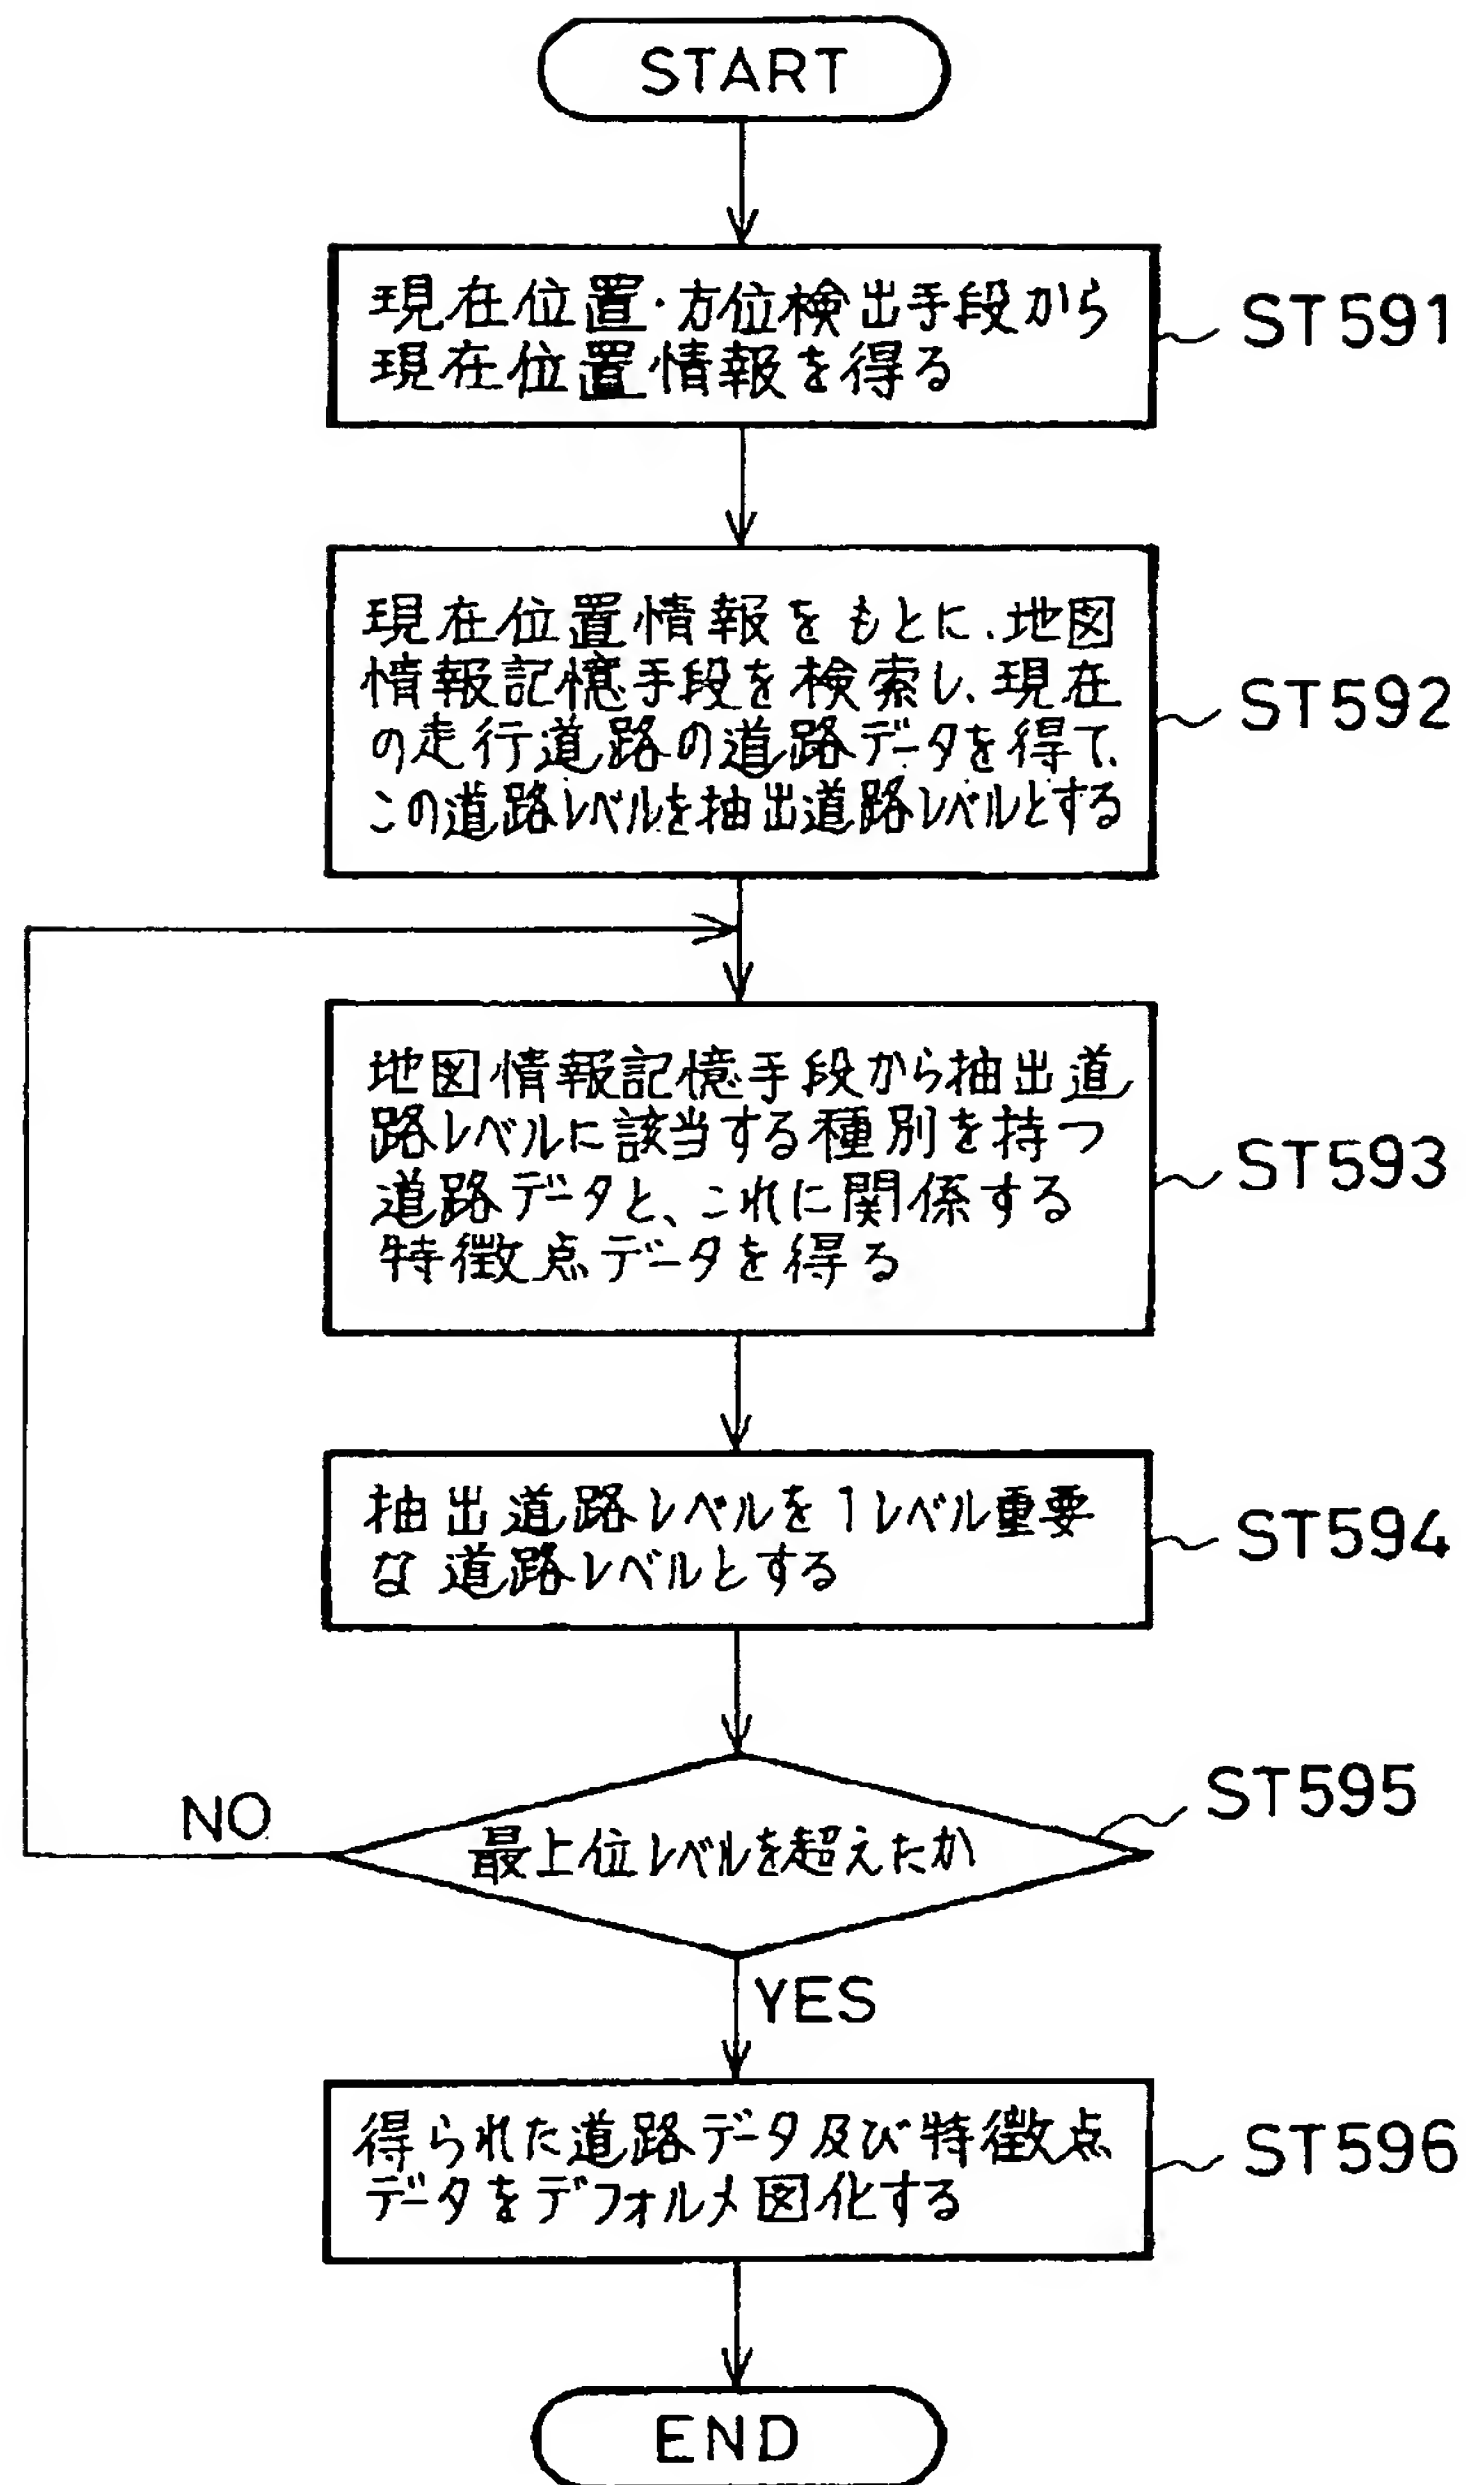 START
現在位置・方位検出手段から
現在位置情報を得る
ST591
現在位置情報をもとに、地図
情報記憶手段を検索し、現在
の走行道路の道路データを得て、
この道路レベルを抽出道路レベルとする
ST592
地図情報記憶手段から抽出道
路レベルに該当する種別を持つ
道路データと、これに関係する
特徴点データを得る
ST593
抽出道路レベルを1レベル重要
な道路レベルとする
ST594
最上位レベルを超えたか
ST595
NO
YES
得られた道路データ及び特徴点
データをデフォルメ図化する
ST596
END